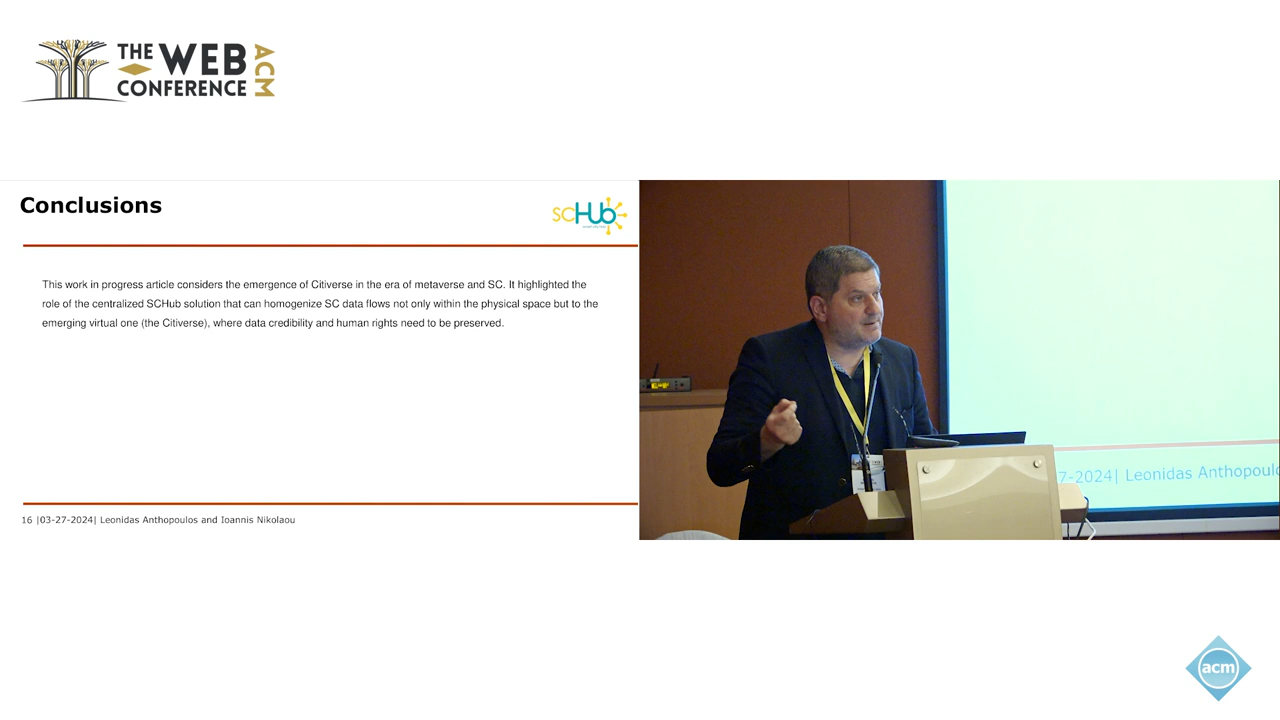 THE WEB
CONFERENCE
ACM
Conclusions
scHub
This work in progress article considers the emergence of Citiverse in the era of metaverse and SC. It highlighted the
role of the centralized SCHub solution that can homogenize SC data flows not only within the physical space but to the
emerging virtual one (the Citiverse), where data credibility and human rights need to be preserved.
16 |03-27-2024| Leonidas Anthopoulos and Ioannis Nikolaou
7-2024| Leonidas Anthopoulo
acm